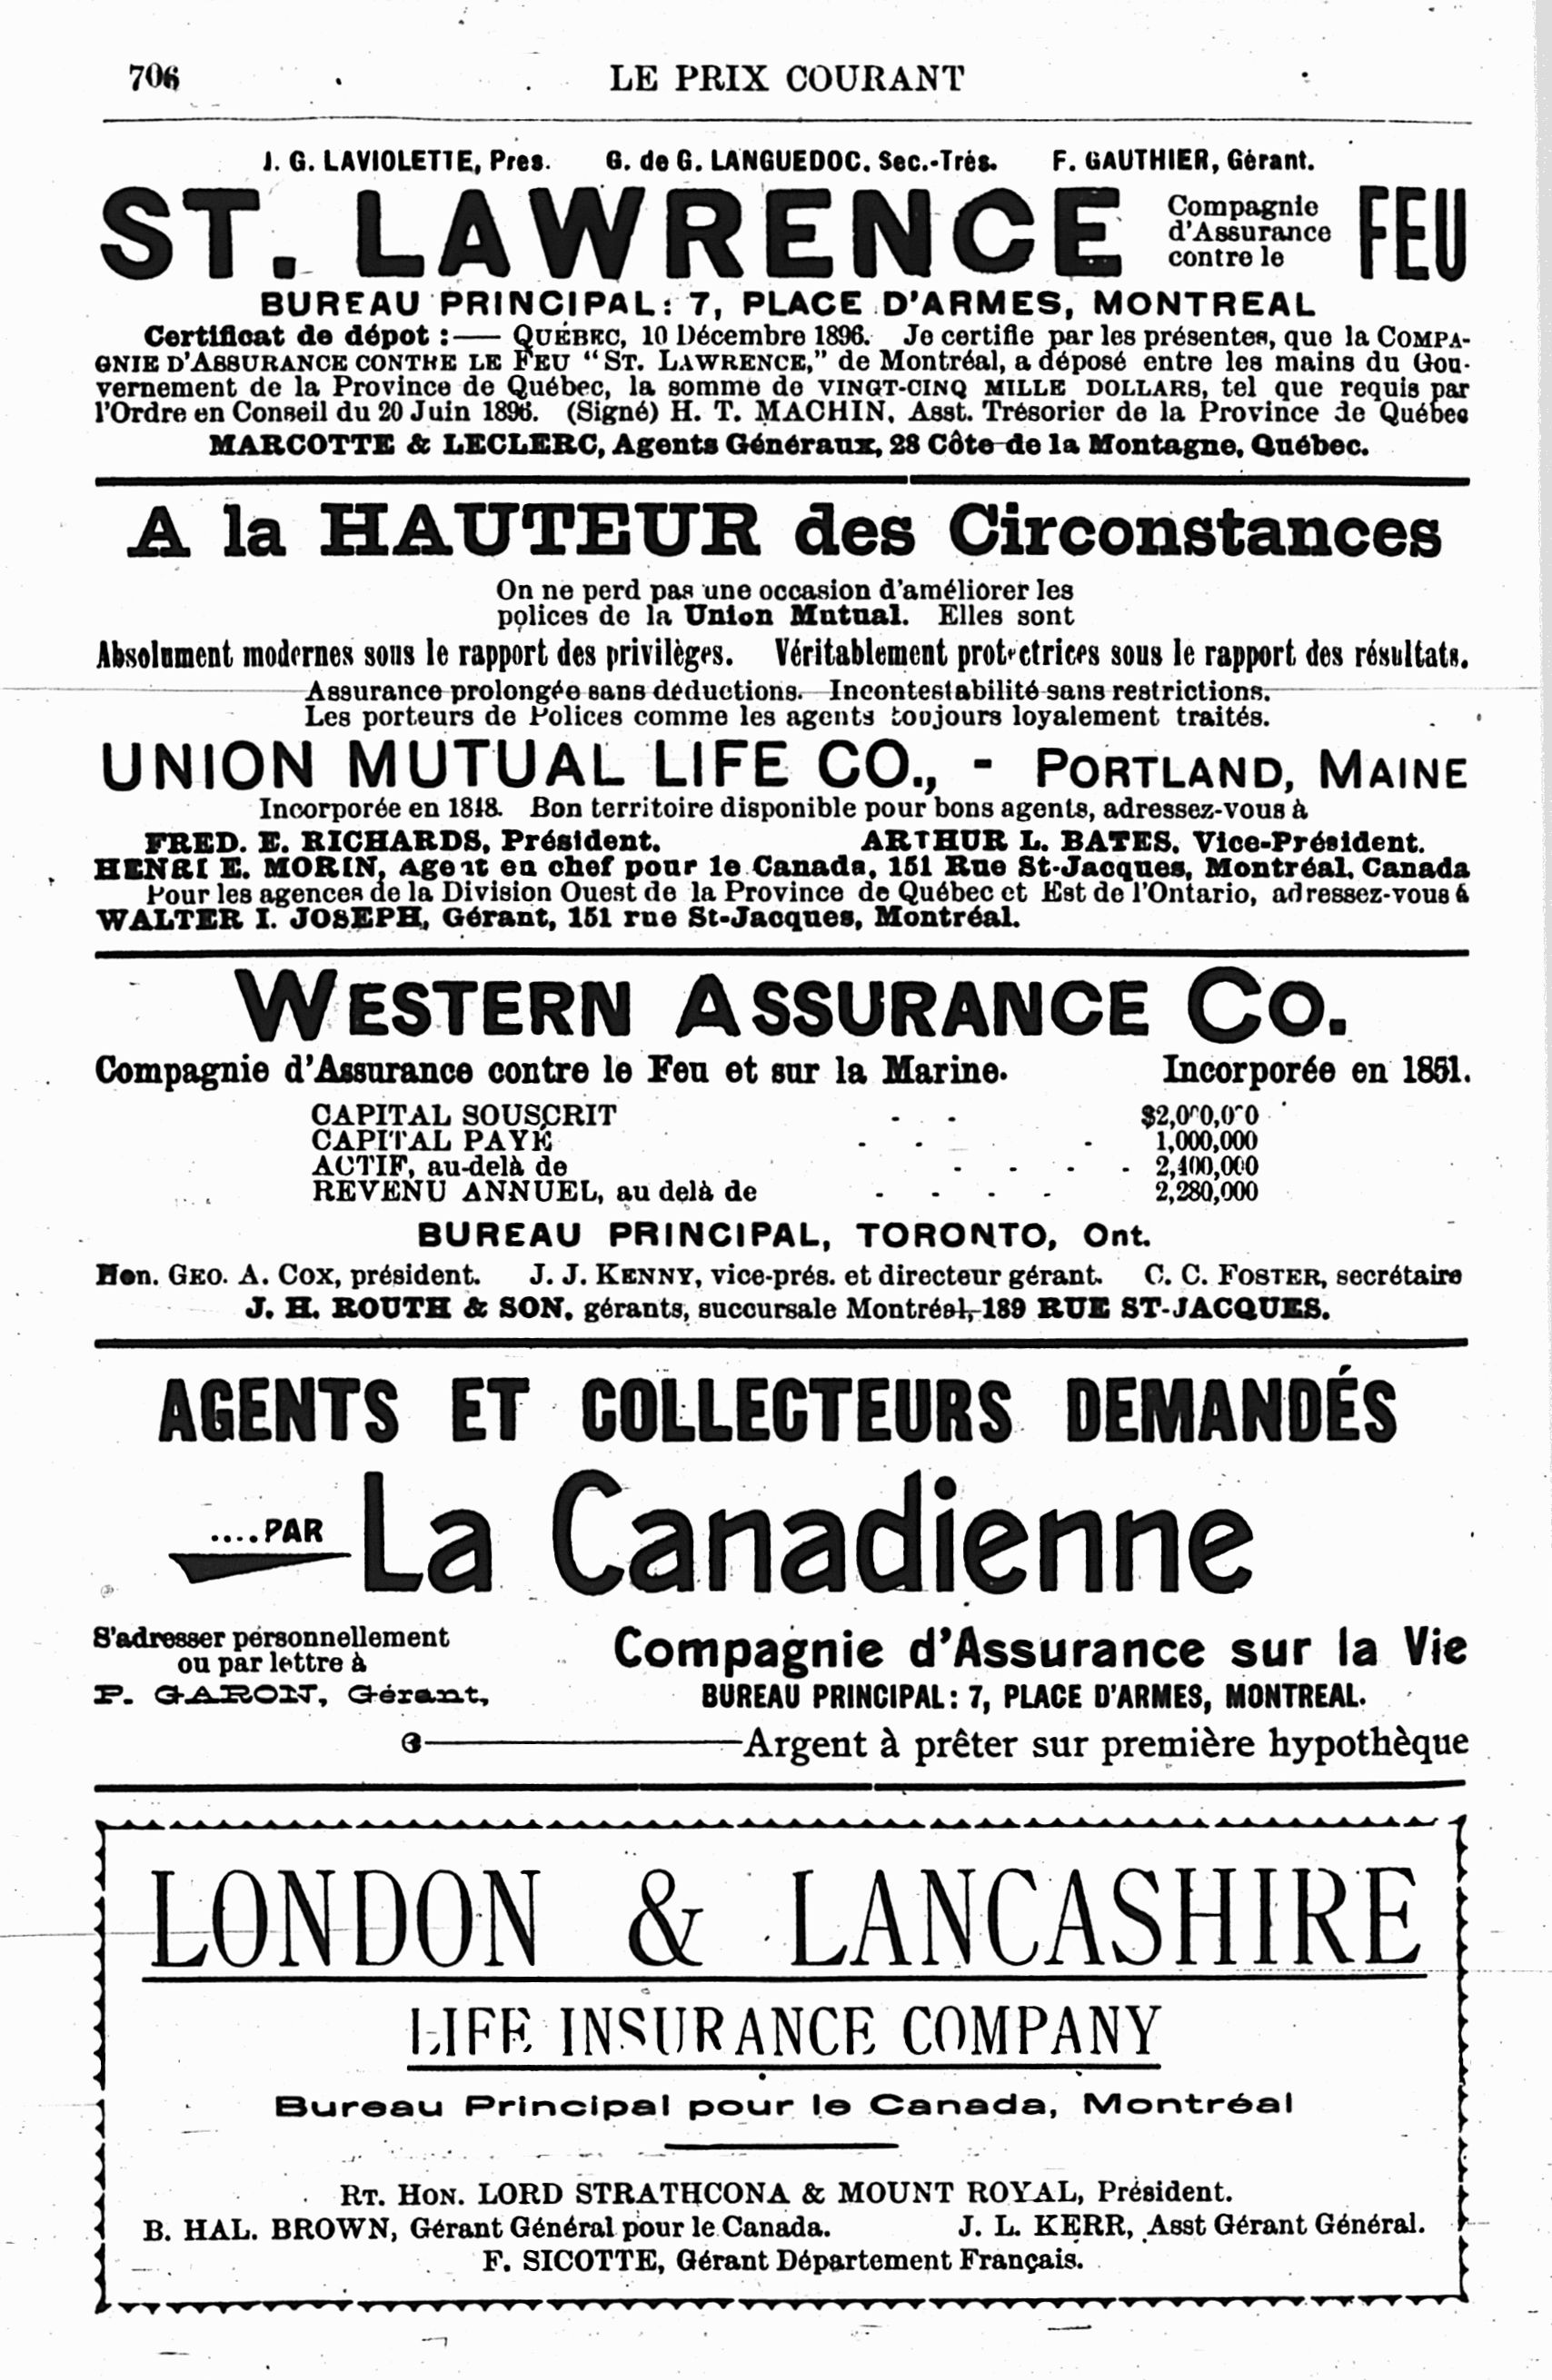 706
LE PRIX COURANT
J. G. LAVIOLETTE, Pres. G. de G. LANGUEDOC, Sec.-Trés. F. GAUTHIER, Gérant.
ST. LAWRENCE Compagnie d'Assurance contre le FEU
BUREAU PRINCIPAL: 7, PLACE D'ARMES, MONTREAL
Certificat de dépot :— QUÉBEC, 10 Décembre 1896. Je certifie par les présentes, que la COMPA-
GNIE D'ASSURANCE CONTRE LE FEU "ST. LAWRENCE," de Montréal, a déposé entre les mains du Gou-
vernement de la Province de Québec, la somme de VINGT-CINQ MILLE DOLLARS, tel que requis par
l'Ordre en Conseil du 20 Juin 1896. (Signé) H. T. MACHIN, Asst. Trésorier de la Province de Québec
MARCOTTE & LECLERC, Agents Généraux, 28 Côte de la Montagne, Québec.
A la HAUTEUR des Circonstances
On ne perd pas une occasion d'améliorer les
polices de la Union Mutual. Elles sont
Absolument modernes sous le rapport des privilèges. Véritablement protectrices sous le rapport des résultats.
Assurance prolongée sans déductions. Incontestabilité sans restrictions.
Les porteurs de Polices comme les agents toujours loyalement traités.
UNION MUTUAL LIFE CO., - PORTLAND, MAINE
Incorporée en 1848. Bon territoire disponible pour bons agents, adressez-vous à
FRED. E. RICHARDS, Président. ARTHUR L. BATES, Vice-Président.
HENRI E. MORIN, Agent en chef pour le Canada, 151 Rue St-Jacques, Montréal, Canada
Pour les agences de la Division Ouest de la Province de Québec et Est de l'Ontario, adressez-vous à
WALTER I. JOSEPH, Gérant, 151 rue St-Jacques, Montréal.
WESTERN ASSURANCE CO.
Compagnie d'Assurance contre le Feu et sur la Marine. Incorporée en 1851.
CAPITAL SOUSCRIT - - $2,000,000
CAPITAL PAYÉ - - - 1,000,000
ACTIF, au-delà de - - - - 2,400,000
REVENU ANNUEL, au delà de - - - - 2,280,000
BUREAU PRINCIPAL, TORONTO, Ont.
Hon. GEO. A. COX, président. J. J. KENNY, vice-prés. et directeur gérant. C. C. FOSTER, secrétaire
J. H. ROUTH & SON, gérants, succursale Montréal, 189 RUE ST-JACQUES.
AGENTS ET COLLECTEURS DEMANDÉS
....PAR La Canadienne
S'adresser personnellement
ou par lettre à
P. GARON, Gérant,
Compagnie d'Assurance sur la Vie
BUREAU PRINCIPAL: 7, PLACE D'ARMES, MONTREAL.
Argent à prêter sur première hypothèque
LONDON & LANCASHIRE
LIFE INSURANCE COMPANY
Bureau Principal pour le Canada, Montréal
RT. HON. LORD STRATHCONA & MOUNT ROYAL, Président.
B. HAL. BROWN, Gérant Général pour le Canada. J. L. KERR, Asst Gérant Général.
F. SICOTTE, Gérant Département Français.